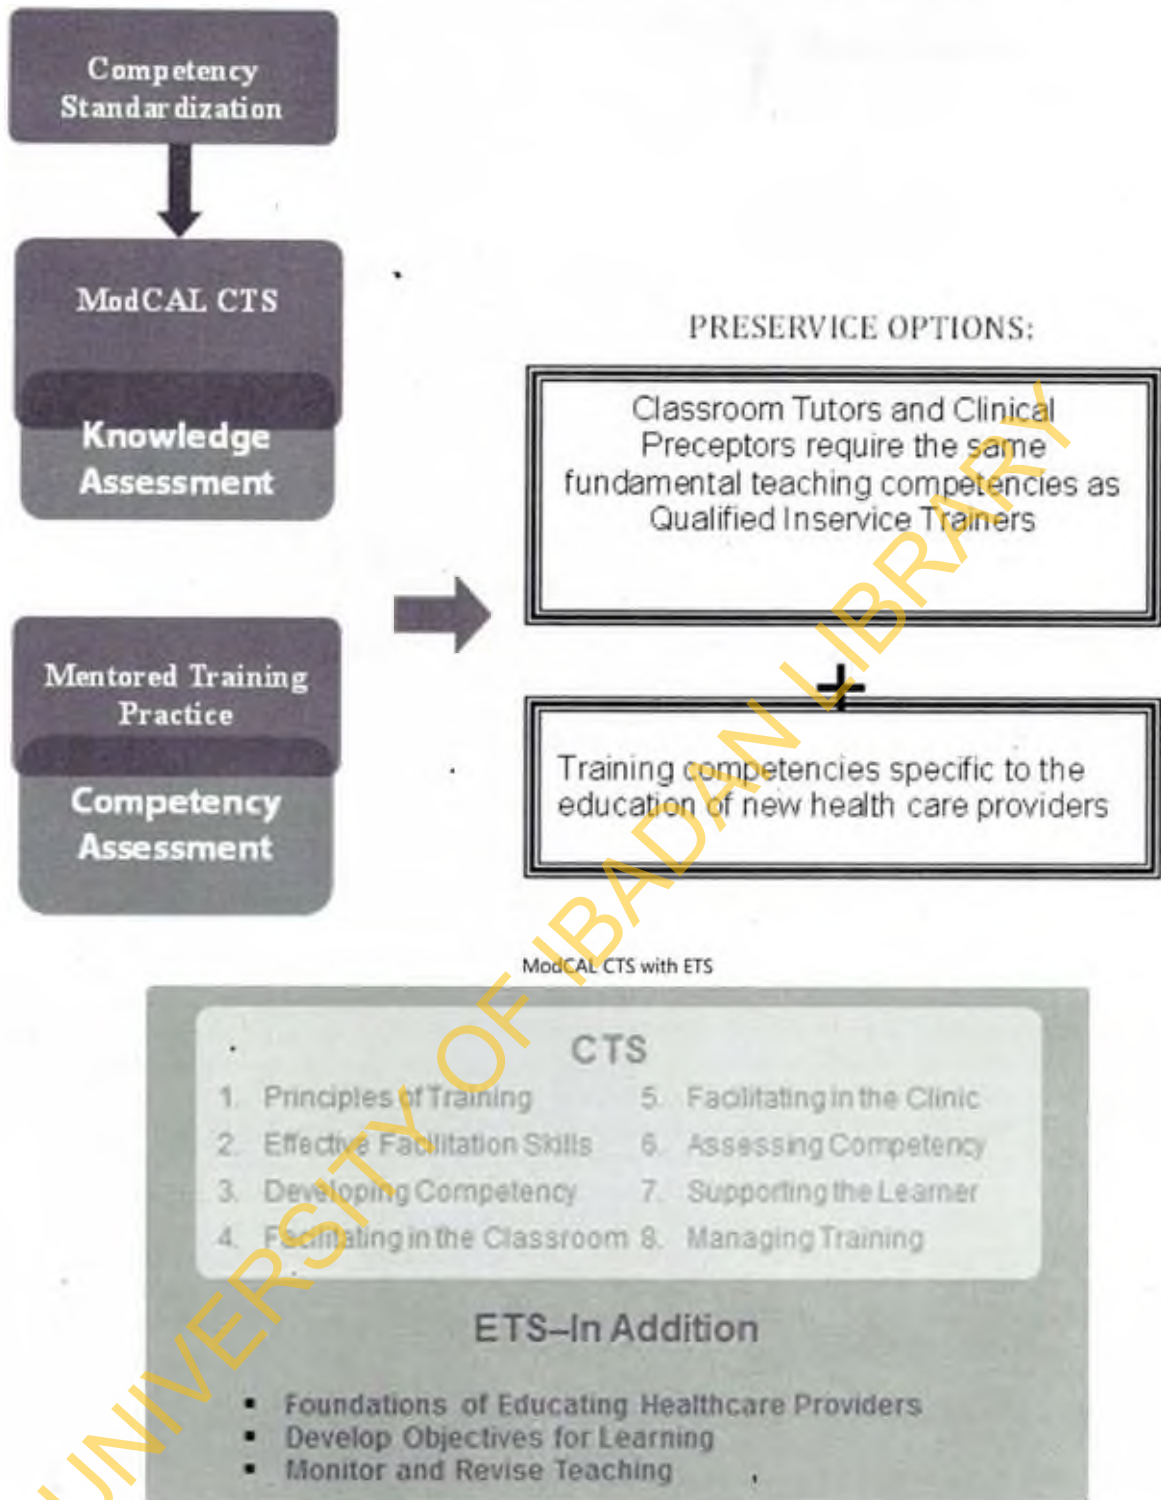 Competency
Standardization
ModCAL CTS
Knowledge
Assessment
Mentored Training
Practice
Competency
Assessment
PRESERVICE OPTIONS:
Classroom Tutors and Clinical
Preceptors require the same
fundamental teaching competencies as
Qualified Inservice Trainers
+
Training competencies specific to the
education of new health care providers
ModCAL CTS with ETS
CTS
1. Principles of Training
2. Effective Facilitation Skills
3. Developing Competency
4. Facilitating in the Classroom
5. Facilitating in the Clinic
6. Assessing Competency
7. Supporting the Learner
8. Managing Training
ETS–In Addition
▪ Foundations of Educating Healthcare Providers
▪ Develop Objectives for Learning
▪ Monitor and Revise Teaching
UNIVERSITY OF IBADAN LIBRARY